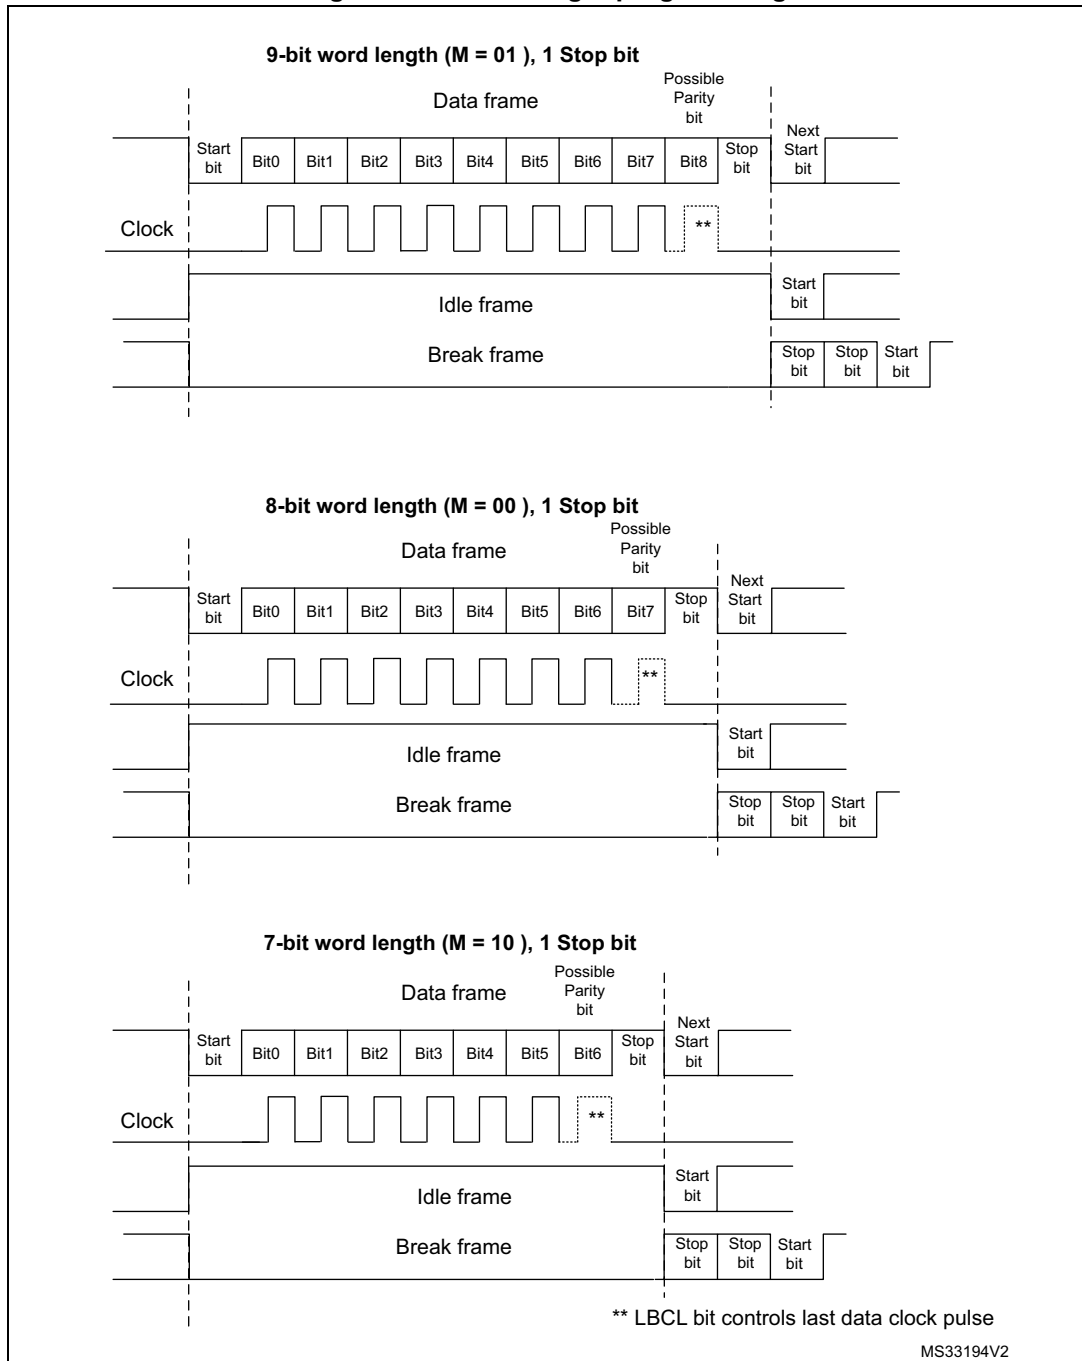 9-bit word length (M = 01 ), 1 Stop bit
Data frame
Possible
Parity
bit
Start
bit
Bit0
Bit1
Bit2
Bit3
Bit4
Bit5
Bit6
Bit7
Bit8
Stop
bit
Next
Start
bit
Clock
**
Idle frame
Start
bit
Break frame
Stop
bit
Stop
bit
Start
bit
8-bit word length (M = 00 ), 1 Stop bit
Data frame
Possible
Parity
bit
Start
bit
Bit0
Bit1
Bit2
Bit3
Bit4
Bit5
Bit6
Bit7
Stop
bit
Next
Start
bit
Clock
**
Idle frame
Start
bit
Break frame
Stop
bit
Stop
bit
Start
bit
7-bit word length (M = 10 ), 1 Stop bit
Data frame
Possible
Parity
bit
Start
bit
Bit0
Bit1
Bit2
Bit3
Bit4
Bit5
Bit6
Stop
bit
Next
Start
bit
Clock
**
Idle frame
Start
bit
Break frame
Stop
bit
Stop
bit
Start
bit
** LBCL bit controls last data clock pulse
MS33194V2